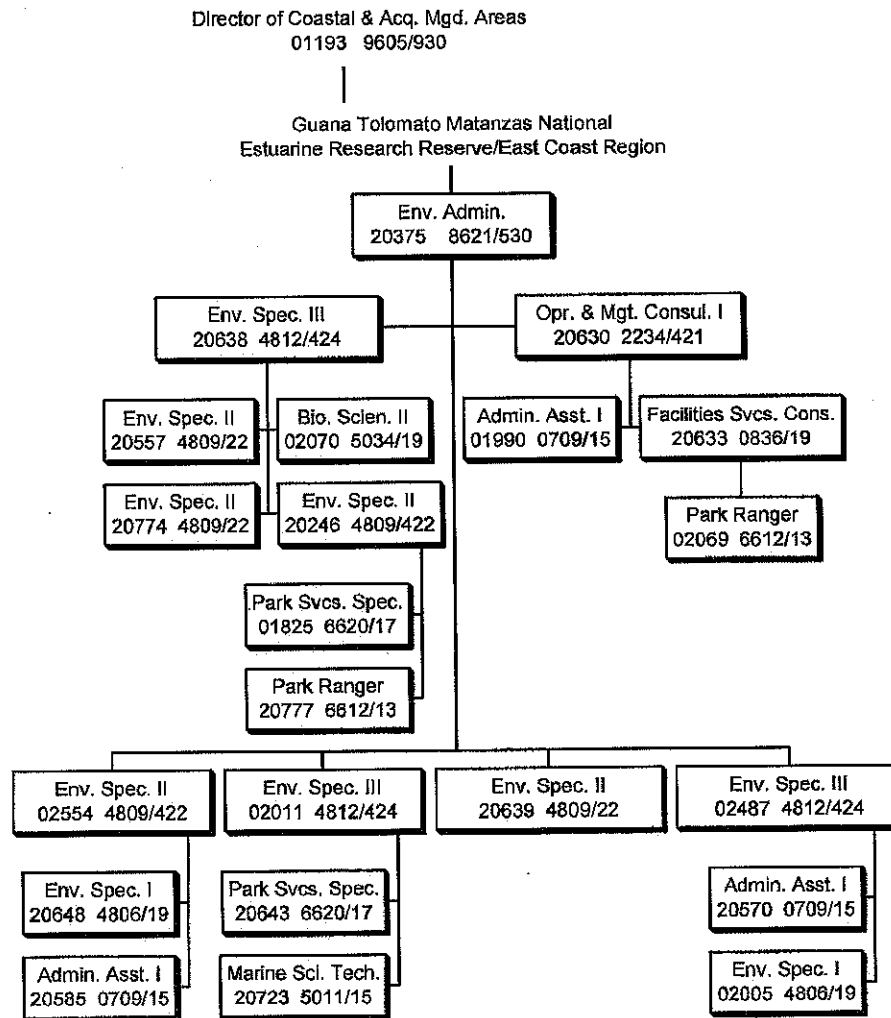 Director of Coastal & Acq. Mgd. Areas
01193 9605/930
Guana Tolomato Matanzas National
Estuarine Research Reserve/East Coast Region
Env. Admin.
20375 8621/530
Env. Spec. III
20638 4812/424
Opr. & Mgt. Consul. I
20630 2234/421
Env. Spec. II
20557 4809/22
Bio. Scien. II
02070 5034/19
Admin. Asst. I
01990 0709/15
Facilities Svcs. Cons.
20633 0836/19
Env. Spec. II
20774 4809/22
Env. Spec. II
20246 4809/422
Park Ranger
02069 6612/13
Park Svcs. Spec.
01825 6620/17
Park Ranger
20777 6612/13
Env. Spec. II
02554 4809/422
Env. Spec. III
02011 4812/424
Env. Spec. II
20639 4809/22
Env. Spec. III
02487 4812/424
Env. Spec. I
20648 4806/19
Park Svcs. Spec.
20643 6620/17
Admin. Asst. I
20570 0709/15
Admin. Asst. I
20585 0709/15
Marine Sci. Tech.
20723 5011/15
Env. Spec. I
02005 4806/19